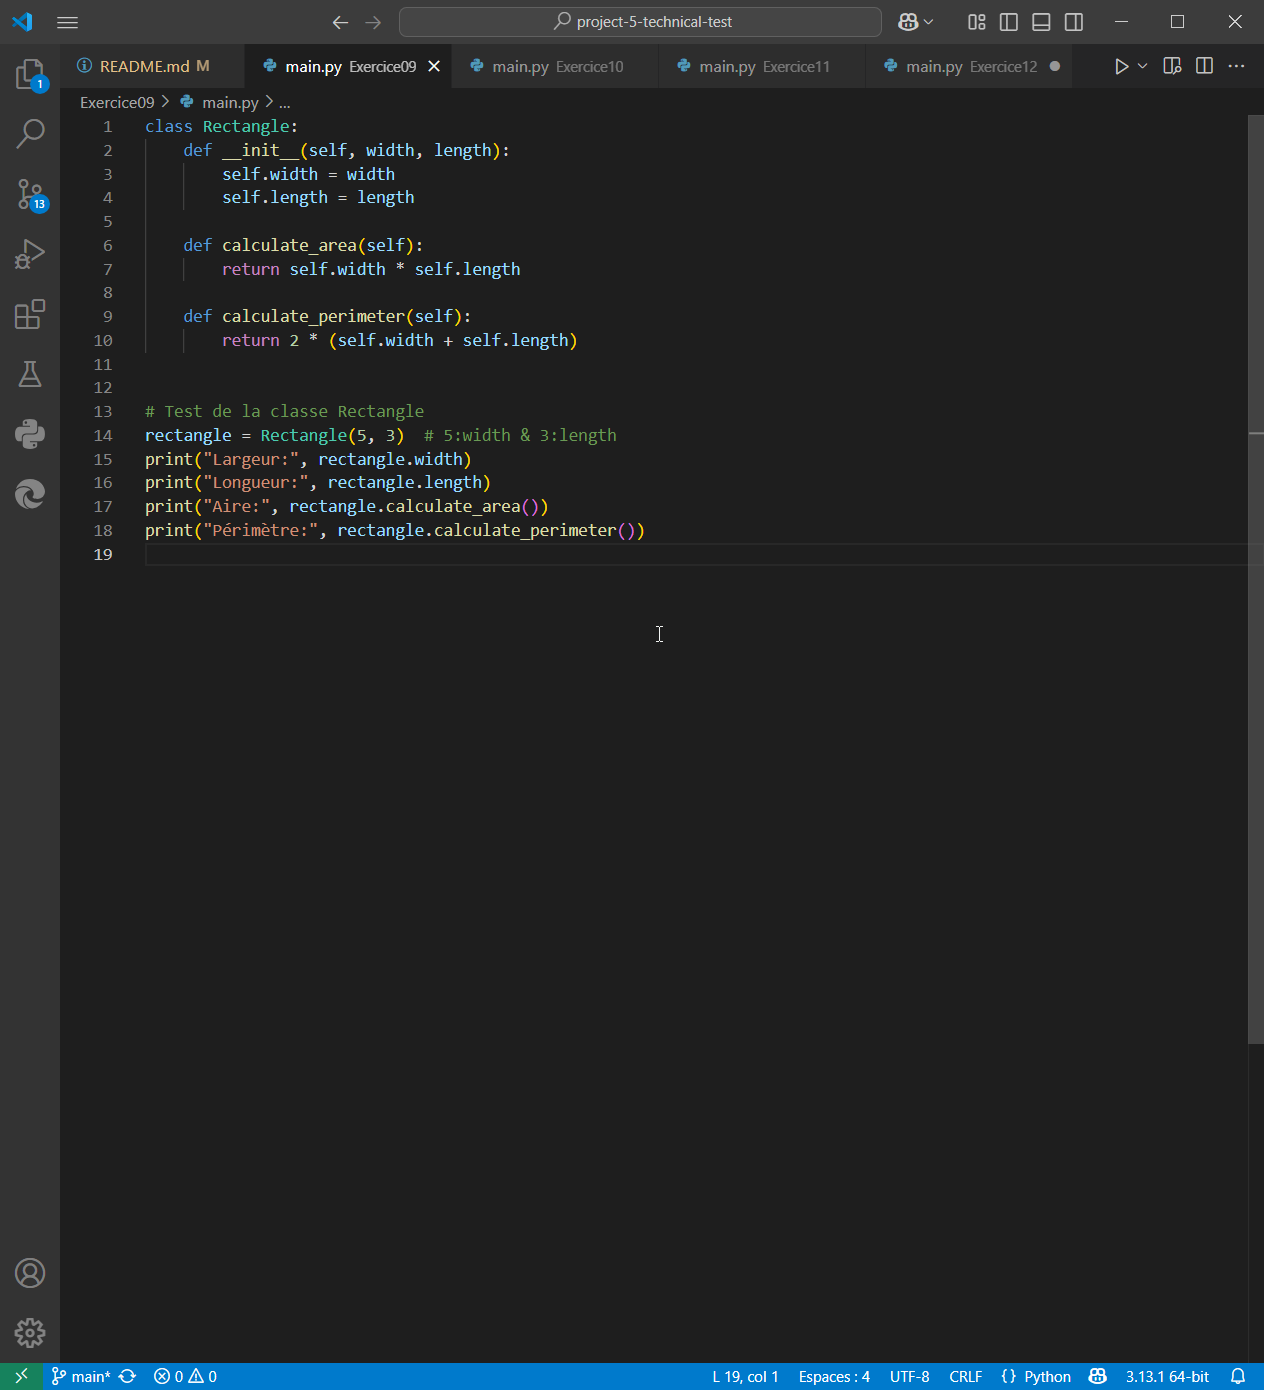 project-5-technical-test
README.md M
main.py Exercice09
main.py Exercice10
main.py Exercice11
main.py Exercice12
Exercice09 > main.py > ...
1 class Rectangle:
2 def __init__(self, width, length):
3 self.width = width
4 self.length = length
5
6 def calculate_area(self):
7 return self.width * self.length
8
9 def calculate_perimeter(self):
10 return 2 * (self.width + self.length)
11
12
13 # Test de la classe Rectangle
14 rectangle = Rectangle(5, 3)  # 5:width & 3:length
15 print("Largeur:", rectangle.width)
16 print("Longueur:", rectangle.length)
17 print("Aire:", rectangle.calculate_area())
18 print("Périmètre:", rectangle.calculate_perimeter())
19
1
13
main* 0 0 L 19, col 1 Espaces : 4 UTF-8 CRLF {} Python 3.13.1 64-bit